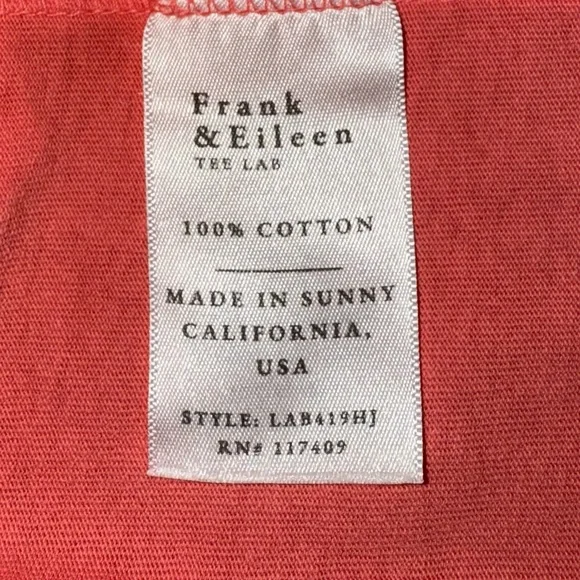 Frank
& Eileen
TEE LAB
100% COTTON
MADE IN SUNNY
CALIFORNIA,
USA
STYLE: LAB419HJ
RN# 117409